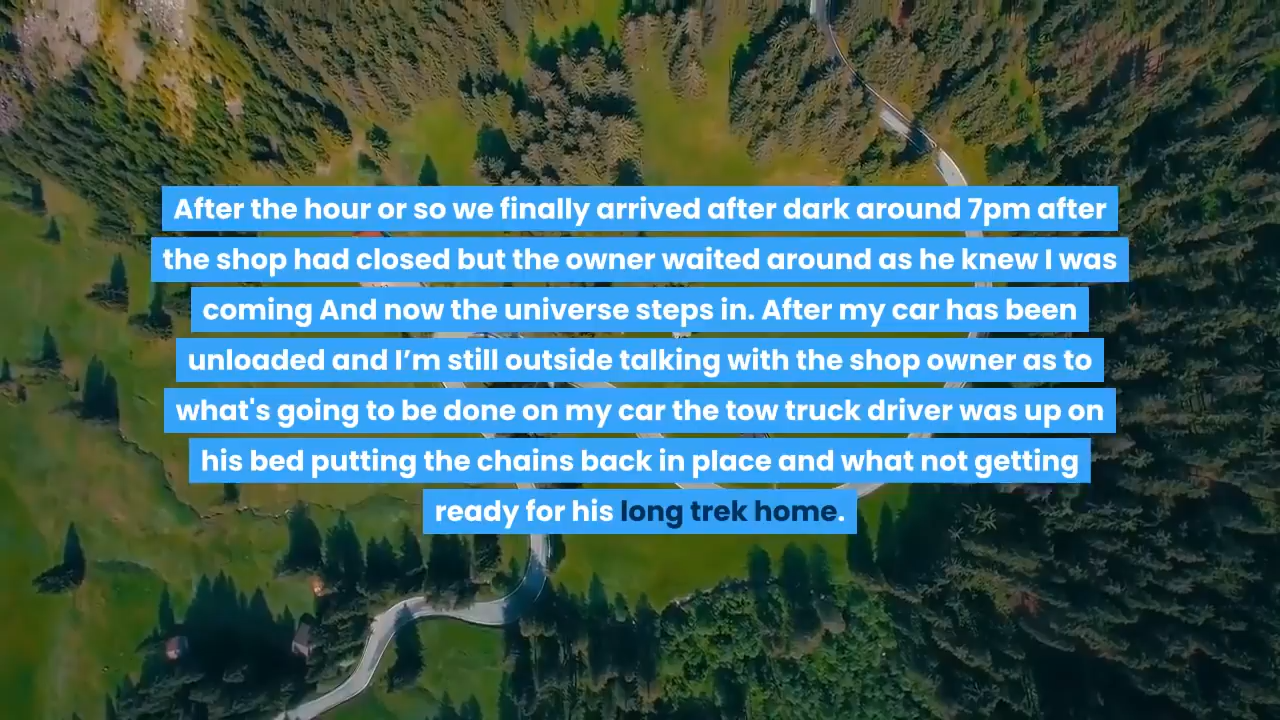 After the hour or so we finally arrived after dark around 7pm after
the shop had closed but the owner waited around as he knew I was
coming And now the universe steps in. After my car has been
unloaded and I’m still outside talking with the shop owner as to
what's going to be done on my car the tow truck driver was up on
his bed putting the chains back in place and what not getting
ready for his long trek home.